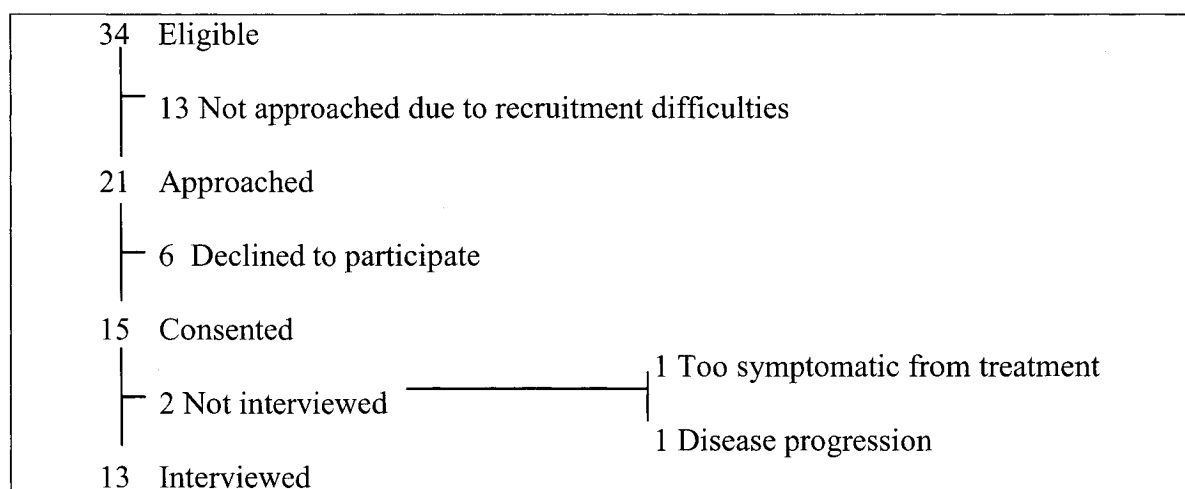 34 Eligible
13 Not approached due to recruitment difficulties
21 Approached
6 Declined to participate
15 Consented
1 Too symptomatic from treatment
2 Not interviewed
1 Disease progression
13 Interviewed